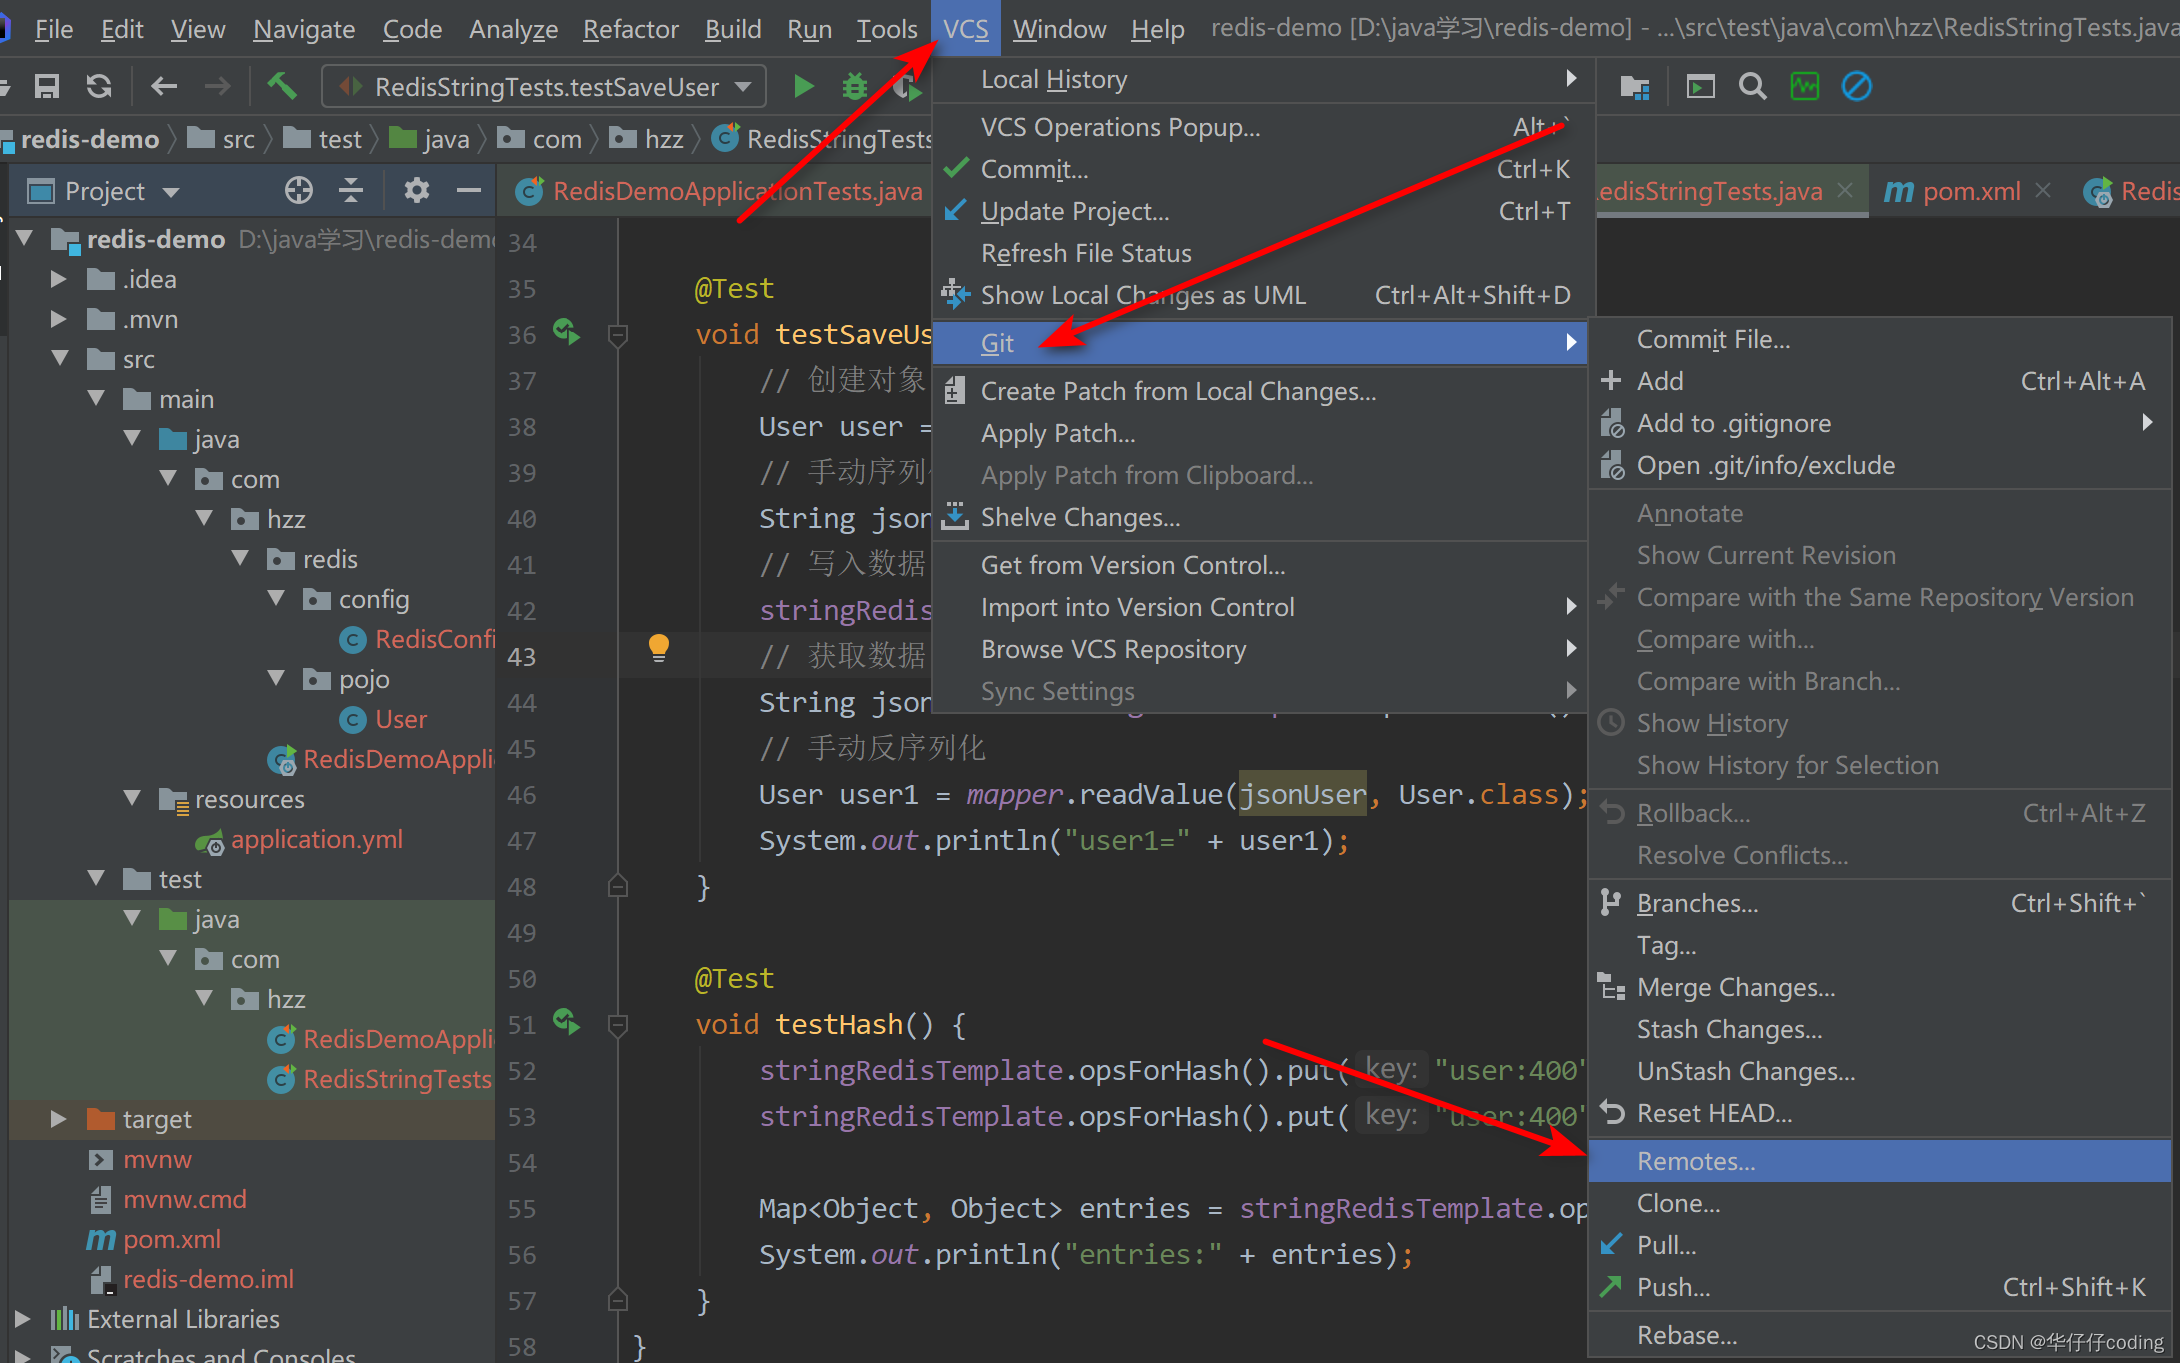 File Edit View Navigate Code Analyze Refactor Build Run Tools VCS Window Help redis-demo [D:\java学习\redis-demo] - ...\src\test\java\com\hzz\RedisStringTests.java
RedisStringTests.testSaveUser
redis-demo src test java com hzz RedisStringTests
Project
RedisDemoApplicationTests.java
RedisStringTests.java
pom.xml
Redis
redis-demo D:\java学习\redis-demo
.idea
.mvn
src
main
java
com
hzz
redis
config
RedisConfi
pojo
User
RedisDemoAppli
resources
application.yml
test
java
com
hzz
RedisDemoAppli
RedisStringTests
target
mvnw
mvnw.cmd
pom.xml
redis-demo.iml
External Libraries
Scratches and Consoles
34
35 @Test
36 void testSaveUs
37 // 创建对象
38 User user =
39 // 手动序列
40 String json
41 // 写入数据
42 stringRedis
43 // 获取数据
44 String json
45 // 手动反序列化
46 User user1 = mapper.readValue(jsonUser, User.class);
47 System.out.println("user1=" + user1);
48 }
49
50 @Test
51 void testHash() {
52 stringRedisTemplate.opsForHash().put( key: "user:400"
53 stringRedisTemplate.opsForHash().put( key: "user:400"
54
55 Map<Object, Object> entries = stringRedisTemplate.op
56 System.out.println("entries:" + entries);
57 }
58 }
Local History
VCS Operations Popup... Alt+`
Commit... Ctrl+K
Update Project... Ctrl+T
Refresh File Status
Show Local Changes as UML Ctrl+Alt+Shift+D
Git
Create Patch from Local Changes...
Apply Patch...
Apply Patch from Clipboard...
Shelve Changes...
Get from Version Control...
Import into Version Control
Browse VCS Repository
Sync Settings
Commit File...
Add Ctrl+Alt+A
Add to .gitignore
Open .git/info/exclude
Annotate
Show Current Revision
Compare with the Same Repository Version
Compare with...
Compare with Branch...
Show History
Show History for Selection
Rollback... Ctrl+Alt+Z
Resolve Conflicts...
Branches... Ctrl+Shift+`
Tag...
Merge Changes...
Stash Changes...
UnStash Changes...
Reset HEAD...
Remotes...
Clone...
Pull...
Push... Ctrl+Shift+K
Rebase...
CSDN @华仔仔coding